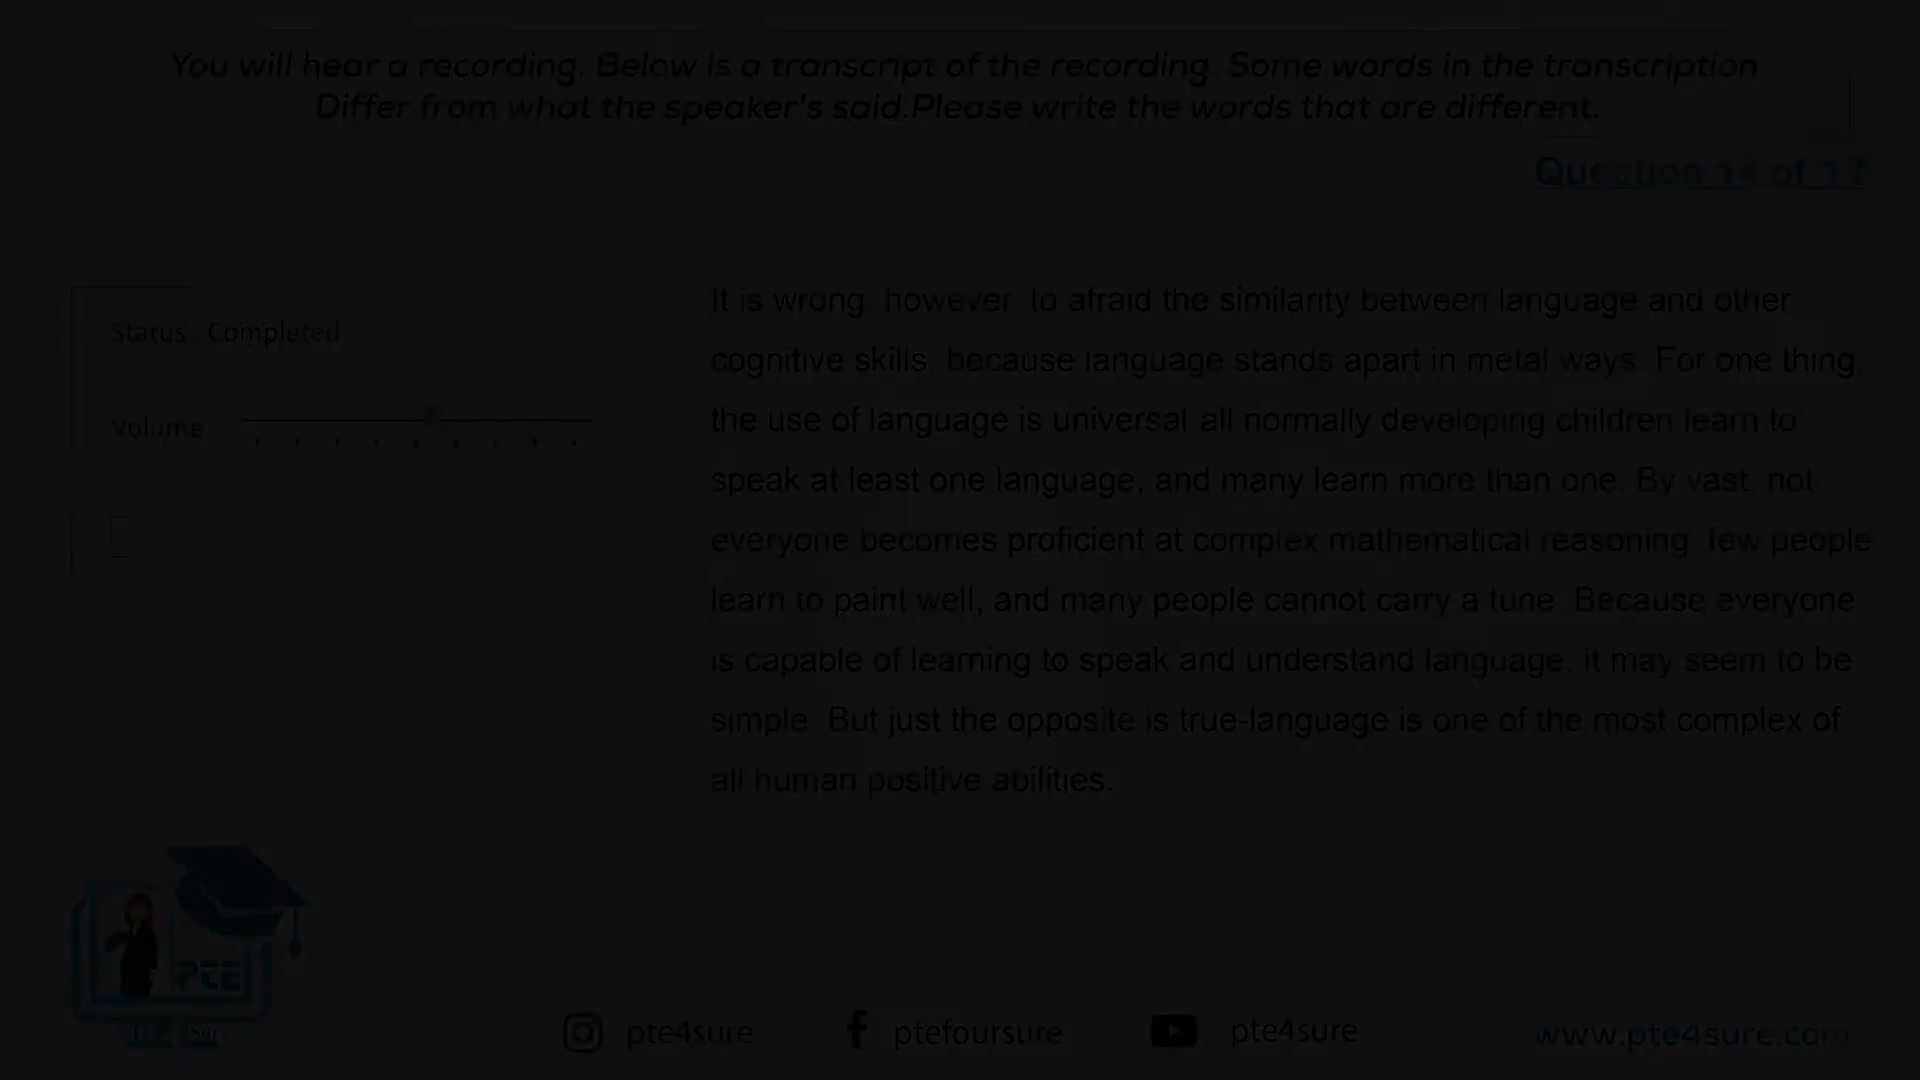 You will hear a recording. Below is a transcript of the recording. Some words in the transcription
Differ from what the speaker's said.Please write the words that are different.
Question 14 of 17
It is wrong, however, to afraid the similarity between language and other
Status : Completed
cognitive skills, because language stands apart in metal ways. For one thing,
Volume
the use of language is universal-all normally developing children learn to
speak at least one language, and many learn more than one. By vast, not
everyone becomes proficient at complex mathematical reasoning, few people
learn to paint well, and many people cannot carry a tune. Because everyone
is capable of learning to speak and understand language, it may seem to be
simple. But just the opposite is true-language is one of the most complex of
all human positive abilities.
PTE
pte4sure
ptefoursure
pte4sure
www.pte4sure.com